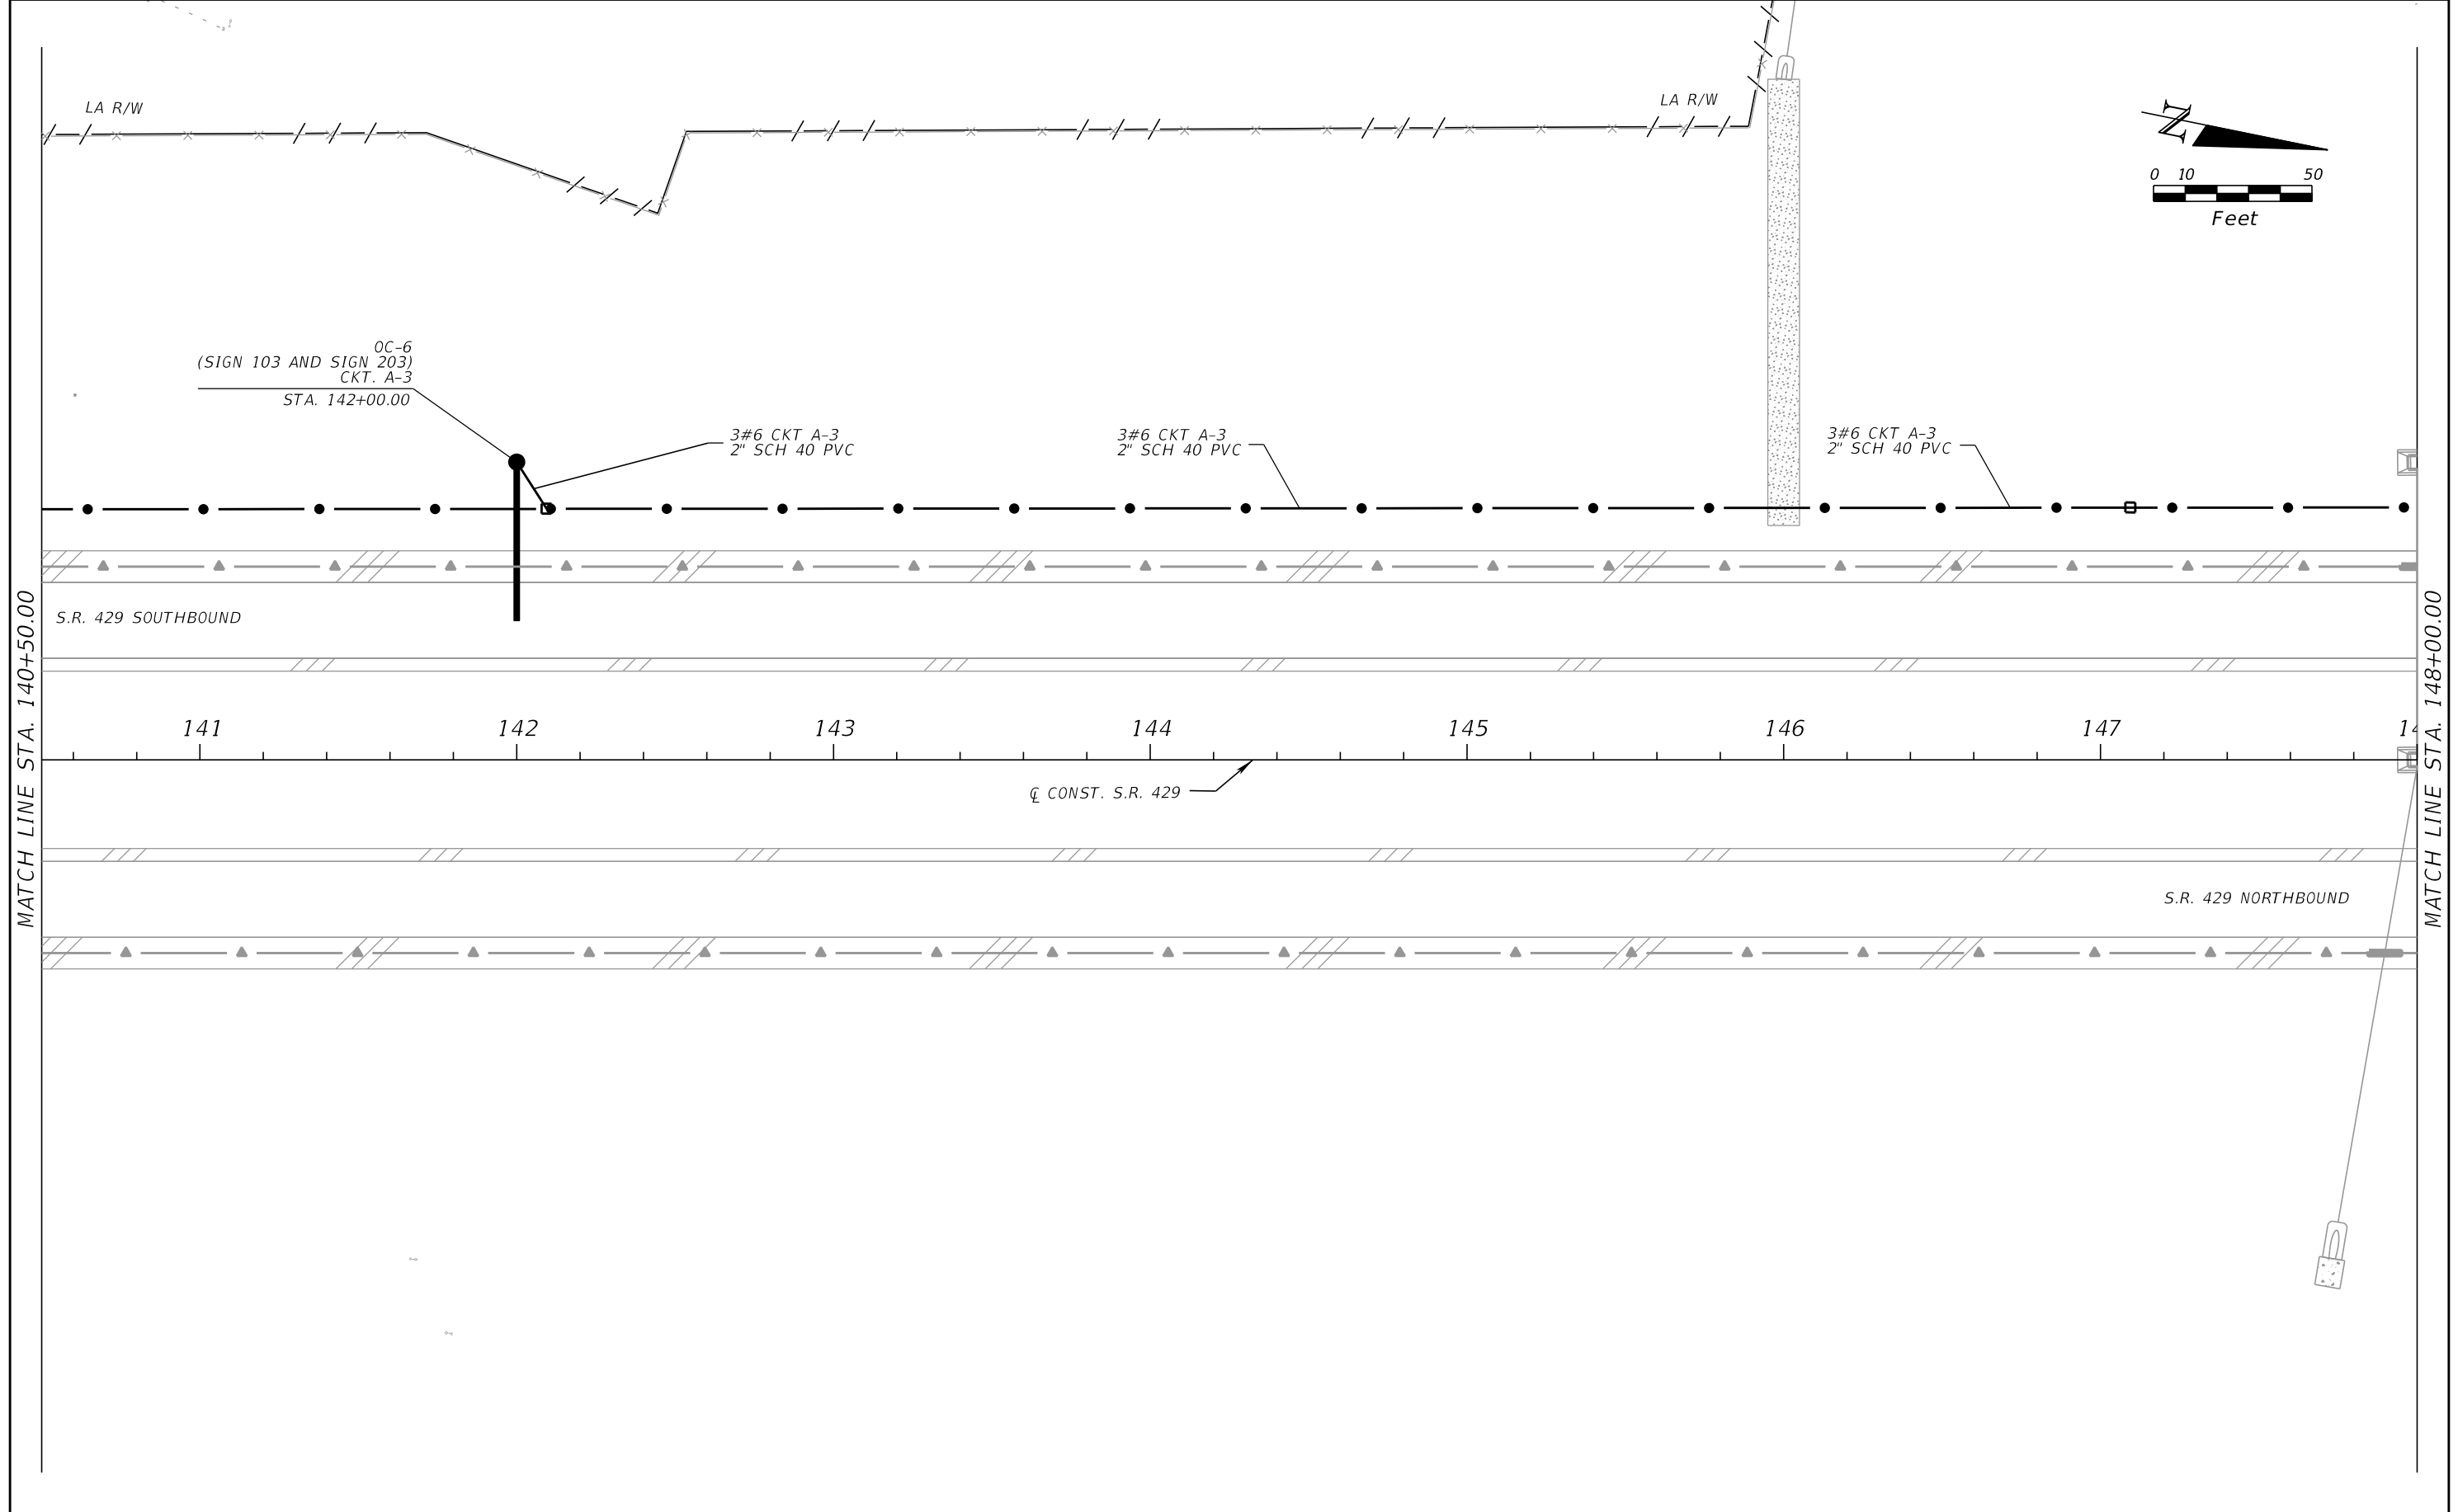 LA R/W
LA R/W
N
0 10 50
Feet
OC-6
(SIGN 103 AND SIGN 203)
CKT. A-3
STA. 142+00.00
3#6 CKT A-3
2" SCH 40 PVC
3#6 CKT A-3
2" SCH 40 PVC
3#6 CKT A-3
2" SCH 40 PVC
MATCH LINE STA. 140+50.00
S.R. 429 SOUTHBOUND
141 142 143 144 145 146 147 14
℄ CONST. S.R. 429
S.R. 429 NORTHBOUND
MATCH LINE STA. 148+00.00